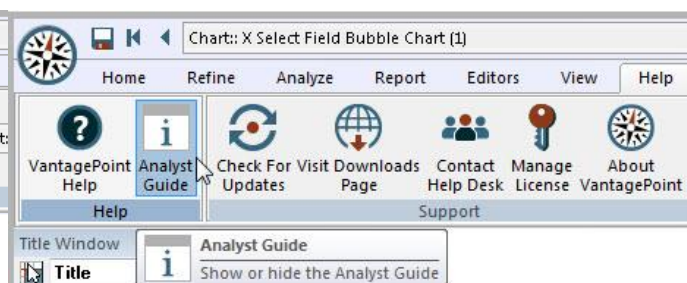 Chart:: X Select Field Bubble Chart (1)
Home Refine Analyze Report Editors View Help
t:
VantagePoint Analyst Check For Visit Downloads Contact Manage About
Help Guide Updates Page Help Desk License VantagePoint
Help Support
Title Window
Analyst Guide
Title
Show or hide the Analyst Guide